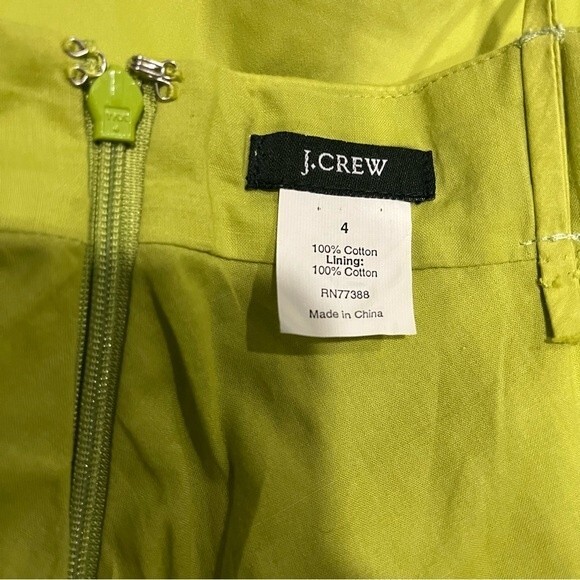 J.CREW
4
100% Cotton
Lining:
100% Cotton
RN77388
Made in China